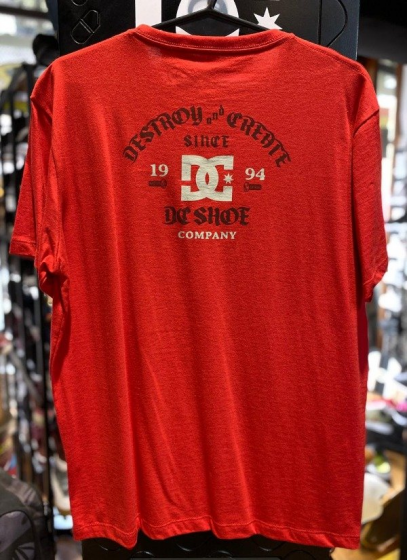 DESTROY and CREATE
SINCE
19 DC 94
DC SHOE
COMPANY